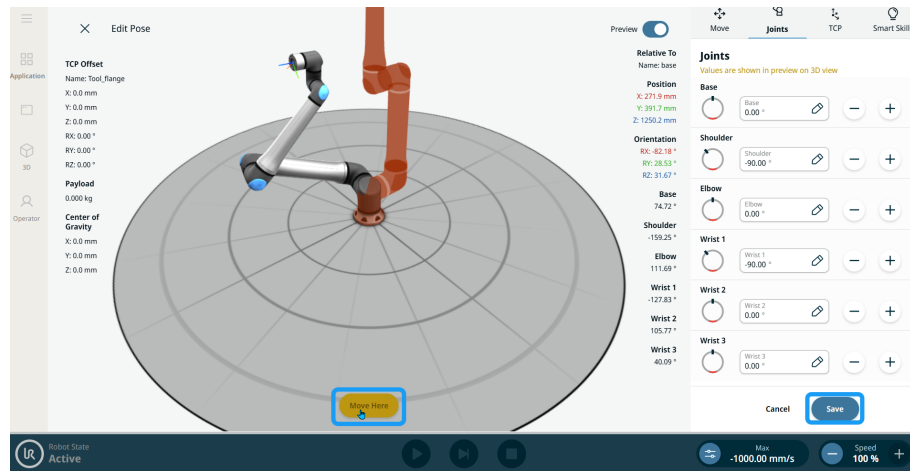 Edit Pose
Preview
Move
Joints
TCP
Smart Skill
Application
3D
Operator
TCP Offset
Name: Tool_flange
X: 0.0 mm
Y: 0.0 mm
Z: 0.0 mm
RX: 0.00 °
RY: 0.00 °
RZ: 0.00 °
Payload
0.000 kg
Center of
Gravity
X: 0.0 mm
Y: 0.0 mm
Z: 0.0 mm
Relative To
Name: base
Position
X: 271.9 mm
Y: 391.7 mm
Z: 1250.2 mm
Orientation
RX: -82.18 °
RY: 28.53 °
RZ: 31.67 °
Base
74.72 °
Shoulder
-159.25 °
Elbow
111.69 °
Wrist 1
-127.83 °
Wrist 2
105.77 °
Wrist 3
40.09 °
Move Here
Joints
Values are shown in preview on 3D view
Base
Base
0.00 °
Shoulder
Shoulder
-90.00 °
Elbow
Elbow
0.00 °
Wrist 1
Wrist 1
-90.00 °
Wrist 2
Wrist 2
0.00 °
Wrist 3
Wrist 3
0.00 °
Cancel
Save
UR
Robot State
Active
Max
-1000.00 mm/s
Speed
100 %